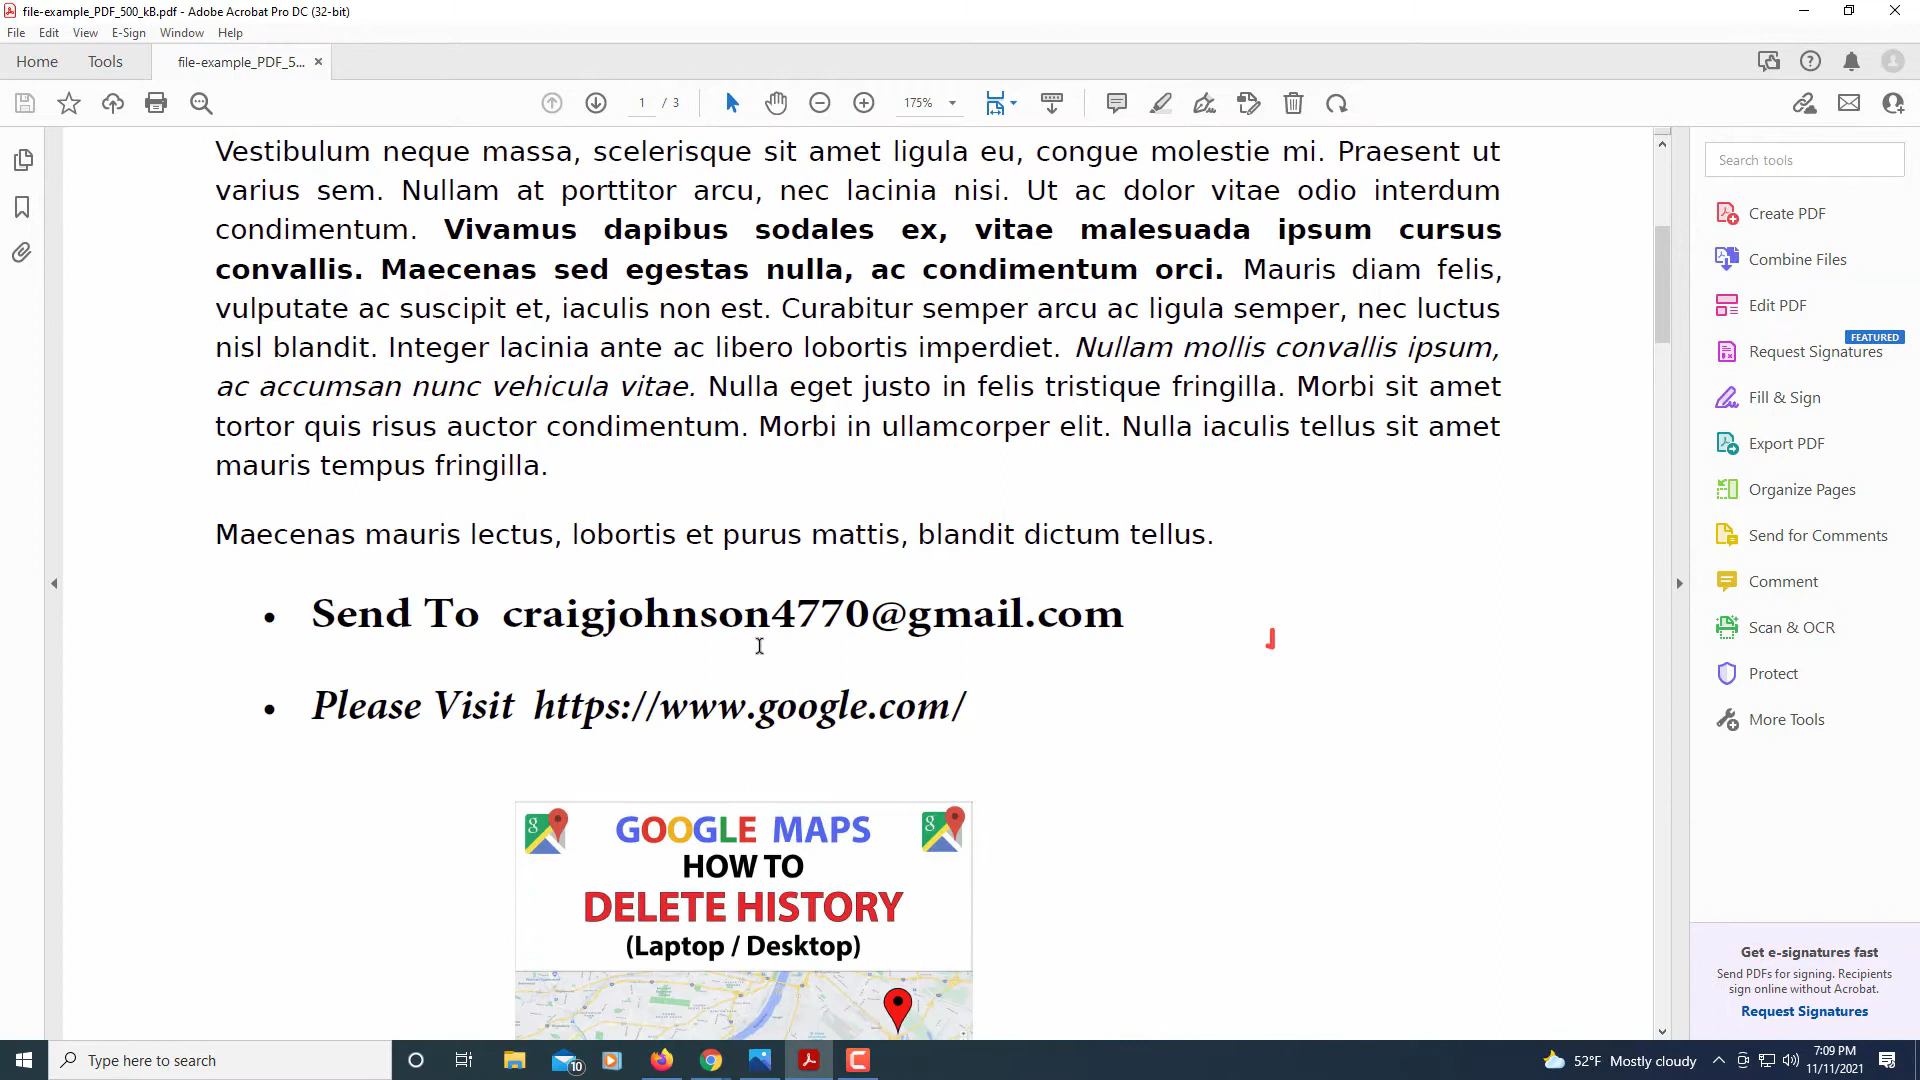 file-example_PDF_500_kB.pdf - Adobe Acrobat Pro DC (32-bit)
File Edit View E-Sign Window Help
Home Tools file-example_PDF_5... ×
1 / 3 175%
Vestibulum neque massa, scelerisque sit amet ligula eu, congue molestie mi. Praesent ut
varius sem. Nullam at porttitor arcu, nec lacinia nisi. Ut ac dolor vitae odio interdum
condimentum. Vivamus dapibus sodales ex, vitae malesuada ipsum cursus
convallis. Maecenas sed egestas nulla, ac condimentum orci. Mauris diam felis,
vulputate ac suscipit et, iaculis non est. Curabitur semper arcu ac ligula semper, nec luctus
nisl blandit. Integer lacinia ante ac libero lobortis imperdiet. Nullam mollis convallis ipsum,
ac accumsan nunc vehicula vitae. Nulla eget justo in felis tristique fringilla. Morbi sit amet
tortor quis risus auctor condimentum. Morbi in ullamcorper elit. Nulla iaculis tellus sit amet
mauris tempus fringilla.
Maecenas mauris lectus, lobortis et purus mattis, blandit dictum tellus.
• Send To craigjohnson4770@gmail.com
• Please Visit https://www.google.com/
GOOGLE MAPS
HOW TO
DELETE HISTORY
(Laptop / Desktop)
Search tools
Create PDF
Combine Files
Edit PDF
FEATURED
Request Signatures
Fill & Sign
Export PDF
Organize Pages
Send for Comments
Comment
Scan & OCR
Protect
More Tools
Get e-signatures fast
Send PDFs for signing. Recipients
sign online without Acrobat.
Request Signatures
Type here to search
10
52°F Mostly cloudy
7:09 PM
11/11/2021